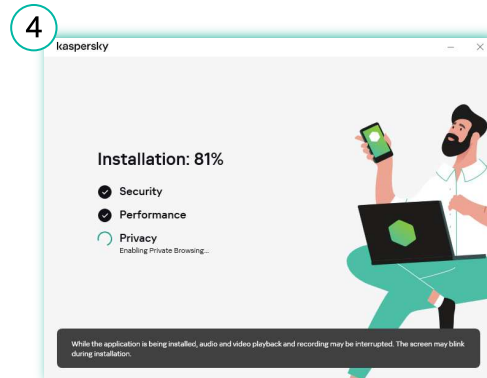 4
kaspersky
Installation: 81%
Security
Performance
Privacy
Enabling Private Browsing...
While the application is being installed, audio and video playback and recording may be interrupted. The screen may blink
during installation.